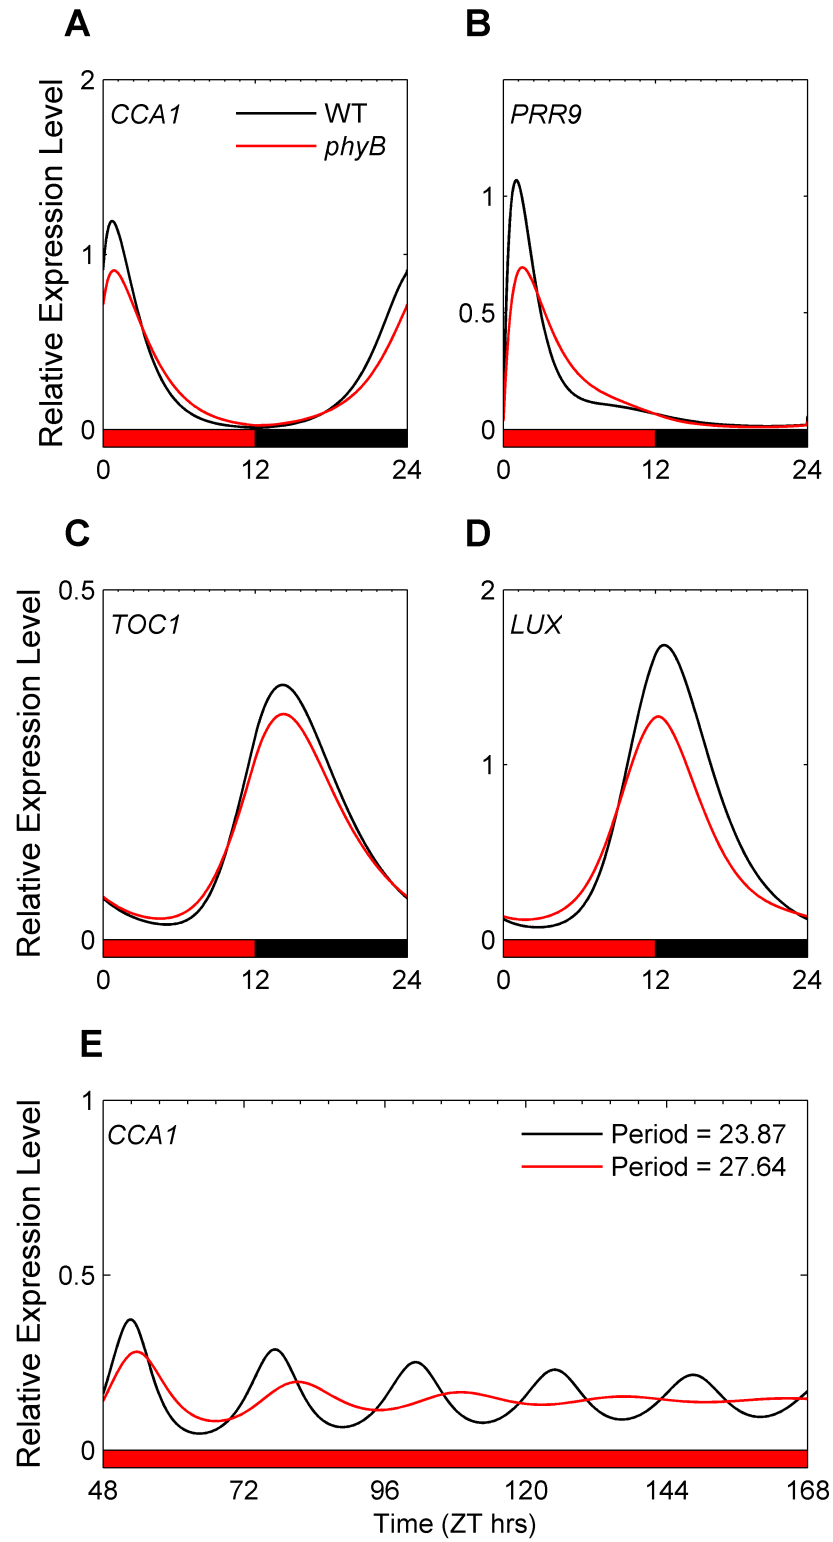 A
B
Relative Expression Level
2
1
0
CCA1
WT
phyB
0
12
24
PRR9
1
0.5
0
0
12
24
C
D
Relative Expression Level
0.5
0
TOC1
0
12
24
2
1
0
LUX
0
12
24
E
Relative Expression Level
1
0.5
0
CCA1
Period = 23.87
Period = 27.64
48
72
96
120
144
168
Time (ZT hrs)